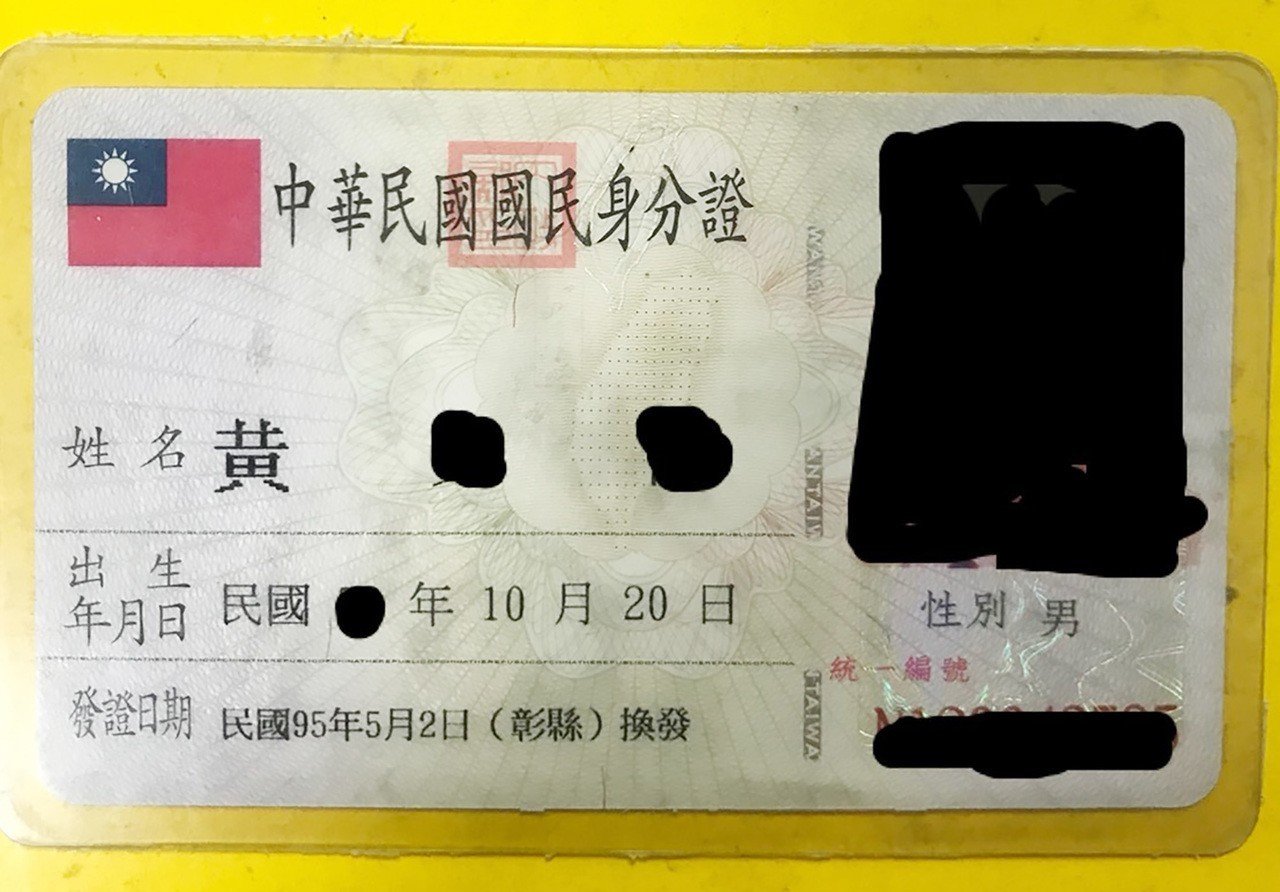 中華民國國民身分證
姓名 黃
出生年月日 民國 年 10 月 20 日
性別 男
統一編號
發證日期 民國95年5月2日（彰縣）換發